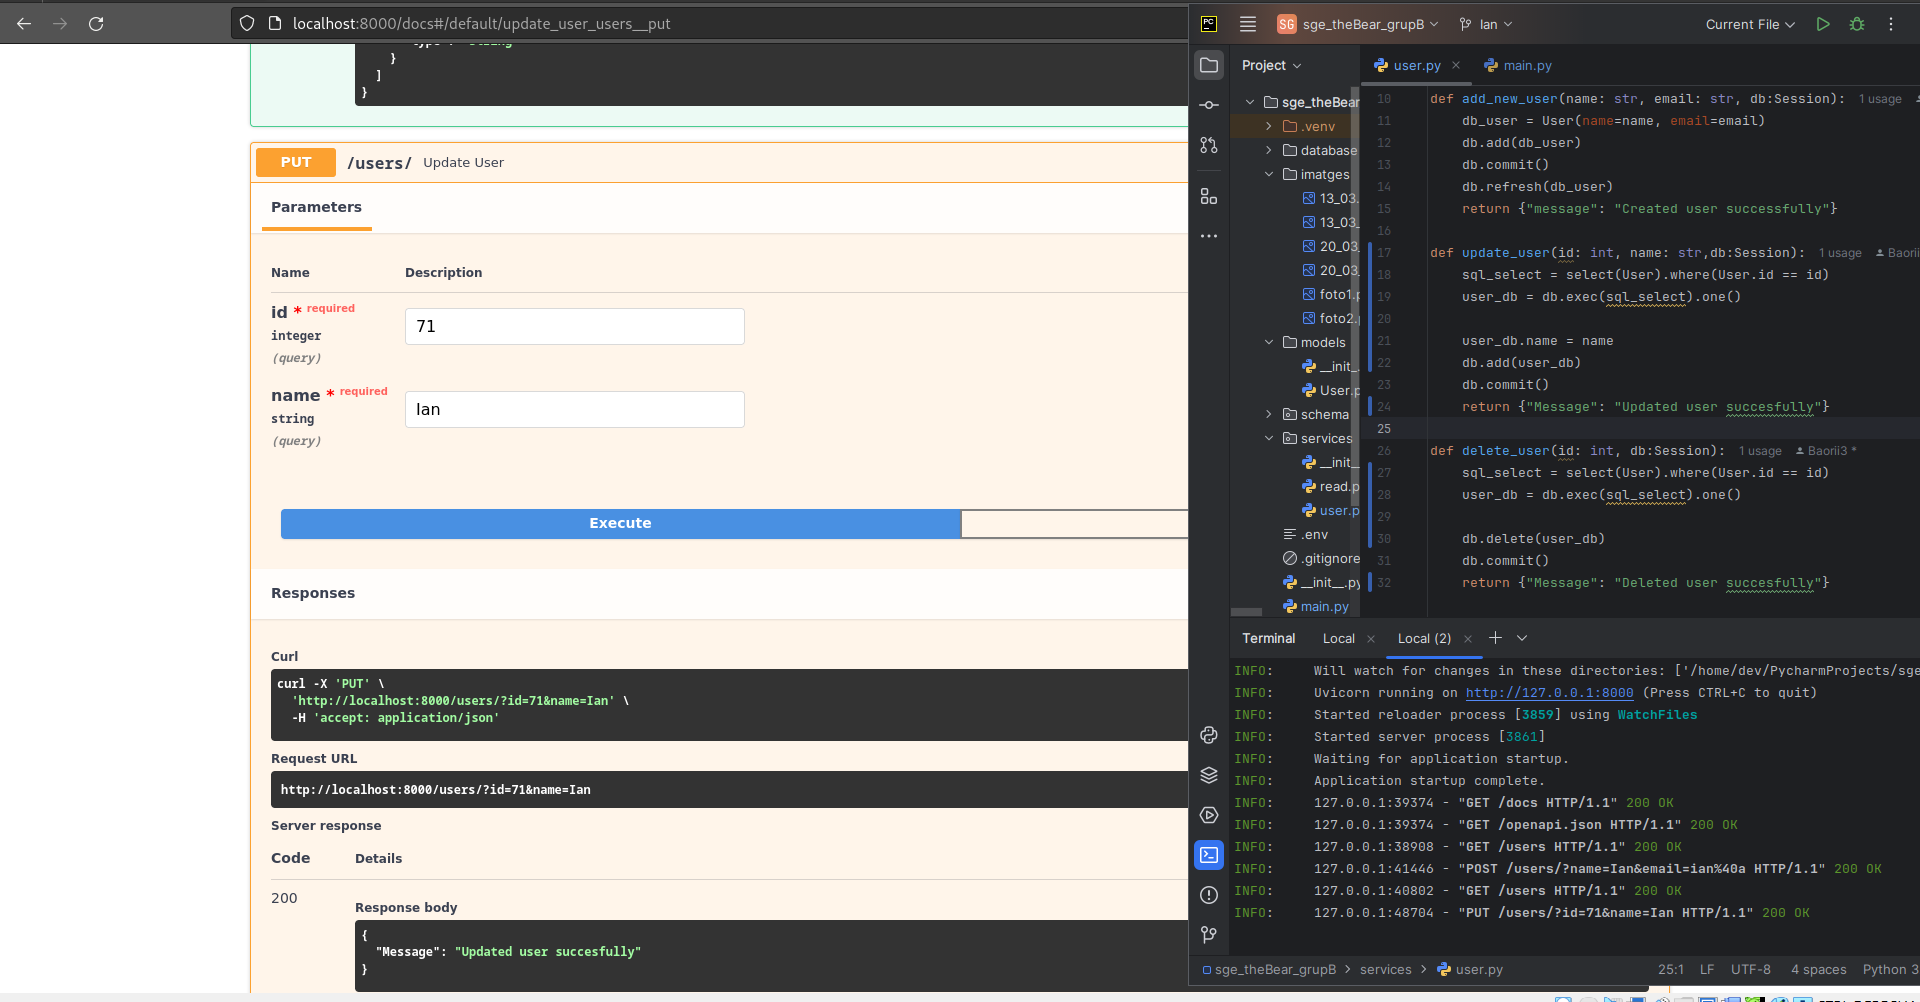 localhost:8000/docs#/default/update_user_users__put
}
]
}
PUT /users/ Update User
Parameters
Name Description
id * required
integer
(query)
71
name * required
string
(query)
Ian
Execute
Responses
Curl
curl -X 'PUT' \
'http://localhost:8000/users/?id=71&name=Ian' \
-H 'accept: application/json'
Request URL
http://localhost:8000/users/?id=71&name=Ian
Server response
Code Details
200
Response body
{
"Message": "Updated user succesfully"
}
PC SG sge_theBear_grupB Ian Current File
Project
sge_theBear
.venv
database
imatges
13_03.
13_03_
20_03
20_03_
foto1.p
foto2.p
models
__init_
User.p
schema
services
__init_
read.p
user.p
.env
.gitignore
__init__.py
main.py
user.py main.py
10 def add_new_user(name: str, email: str, db:Session): 1 usage
11 db_user = User(name=name, email=email)
12 db.add(db_user)
13 db.commit()
14 db.refresh(db_user)
15 return {"message": "Created user successfully"}
16
17 def update_user(id: int, name: str,db:Session): 1 usage Baorii
18 sql_select = select(User).where(User.id == id)
19 user_db = db.exec(sql_select).one()
20
21 user_db.name = name
22 db.add(user_db)
23 db.commit()
24 return {"Message": "Updated user succesfully"}
25
26 def delete_user(id: int, db:Session): 1 usage Baorii3 *
27 sql_select = select(User).where(User.id == id)
28 user_db = db.exec(sql_select).one()
29
30 db.delete(user_db)
31 db.commit()
32 return {"Message": "Deleted user succesfully"}
Terminal Local Local (2)
INFO: Will watch for changes in these directories: ['/home/dev/PycharmProjects/sge
INFO: Uvicorn running on http://127.0.0.1:8000 (Press CTRL+C to quit)
INFO: Started reloader process [3859] using WatchFiles
INFO: Started server process [3861]
INFO: Waiting for application startup.
INFO: Application startup complete.
INFO: 127.0.0.1:39374 - "GET /docs HTTP/1.1" 200 OK
INFO: 127.0.0.1:39374 - "GET /openapi.json HTTP/1.1" 200 OK
INFO: 127.0.0.1:38908 - "GET /users HTTP/1.1" 200 OK
INFO: 127.0.0.1:41446 - "POST /users/?name=Ian&email=ian%40a HTTP/1.1" 200 OK
INFO: 127.0.0.1:40802 - "GET /users HTTP/1.1" 200 OK
INFO: 127.0.0.1:48704 - "PUT /users/?id=71&name=Ian HTTP/1.1" 200 OK
sge_theBear_grupB > services > user.py 25:1 LF UTF-8 4 spaces Python 3